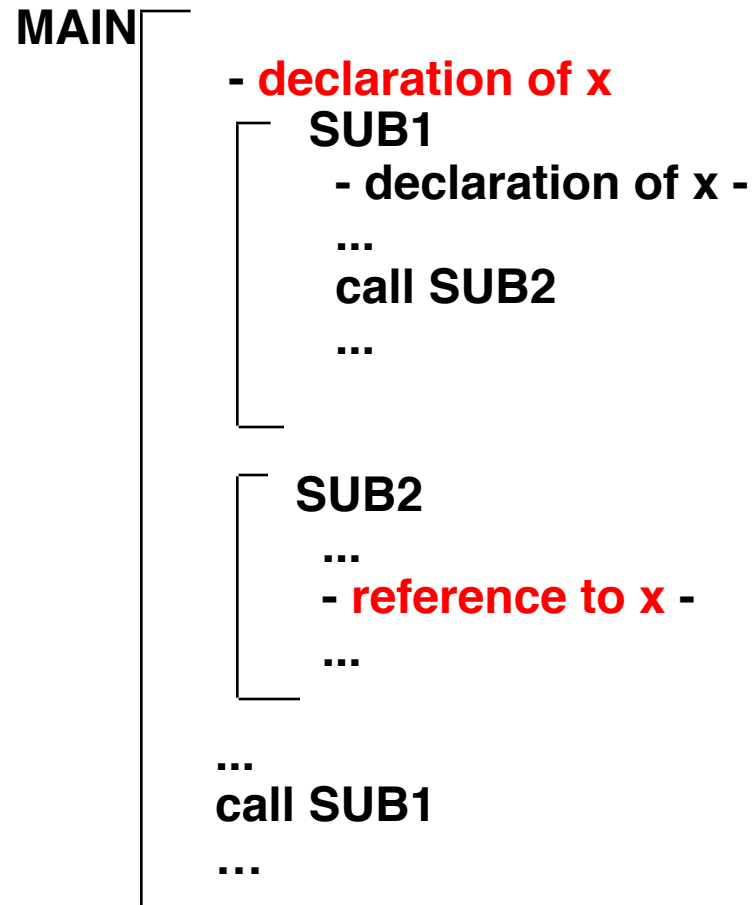 MAIN
- declaration of x
SUB1
- declaration of x -
...
call SUB2
...
SUB2
...
- reference to x -
...
...
call SUB1
...